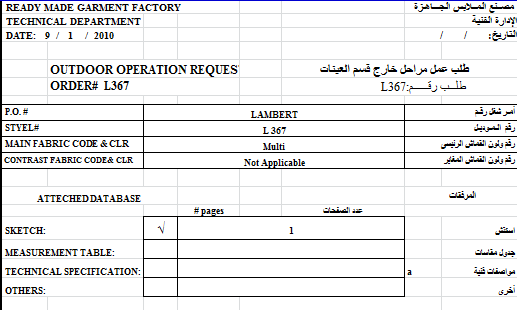 READY MADE GARMENT FACTORY مصنع الملابس الجاهزة
TECHNICAL DEPARTMENT الإدارة الفنية
DATE: 9 / 1 / 2010 / / التاريخ:
OUTDOOR OPERATION REQUES طلب عمل مراحل خارج قسم العينات
ORDER# L367 طلب رقم:L367
P.O. # LAMBERT أمر شغل رقم
STYEL# L 367 رقم الموديل
MAIN FABRIC CODE & CLR Multi رقم ولون القماش الرئيسى
CONTRAST FABRIC CODE& CLR Not Applicable رقم ولون القماش المغاير
ATTECHED DATABASE المرفقات
# pages عدد الصفحات
SKETCH: √ 1 اسكتش
MEASUREMENT TABLE: جدول مقاسات
TECHNICAL SPECIFICATION: a مواصفات فنية
OTHERS: أخرى